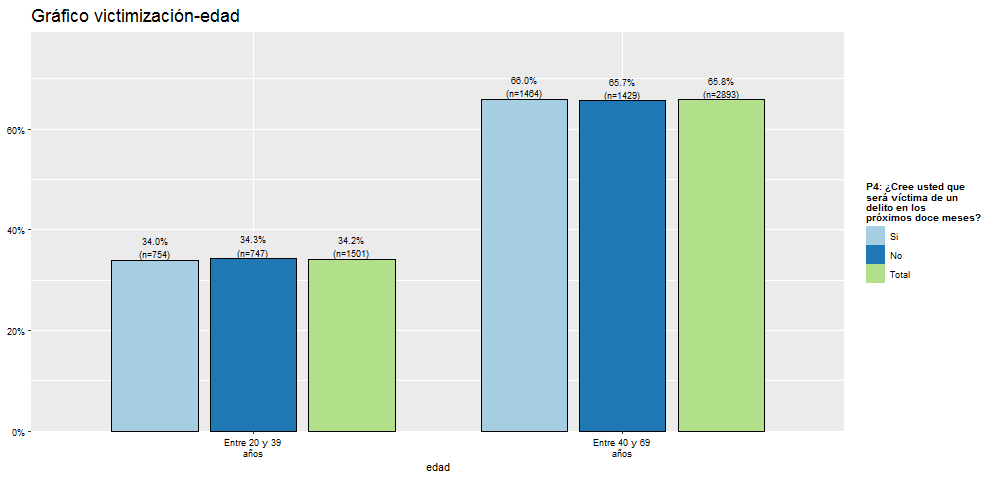 Gráfico victimización-edad
60%
40%
20%
0%
34.0%
(n=754)
34.3%
(n=747)
34.2%
(n=1501)
66.0%
(n=1464)
65.7%
(n=1429)
65.8%
(n=2893)
Entre 20 y 39
años
Entre 40 y 69
años
edad
P4: ¿Cree usted que
será víctima de un
delito en los
próximos doce meses?
Si
No
Total